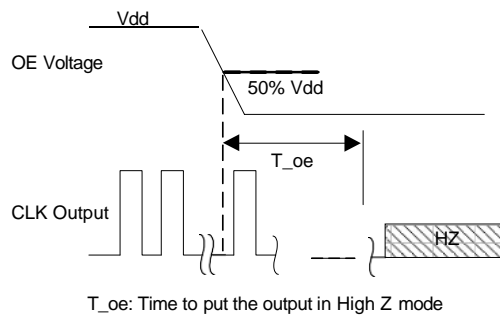 Vdd
OE Voltage
50% Vdd
T_oe
CLK Output
HZ
T_oe: Time to put the output in High Z mode